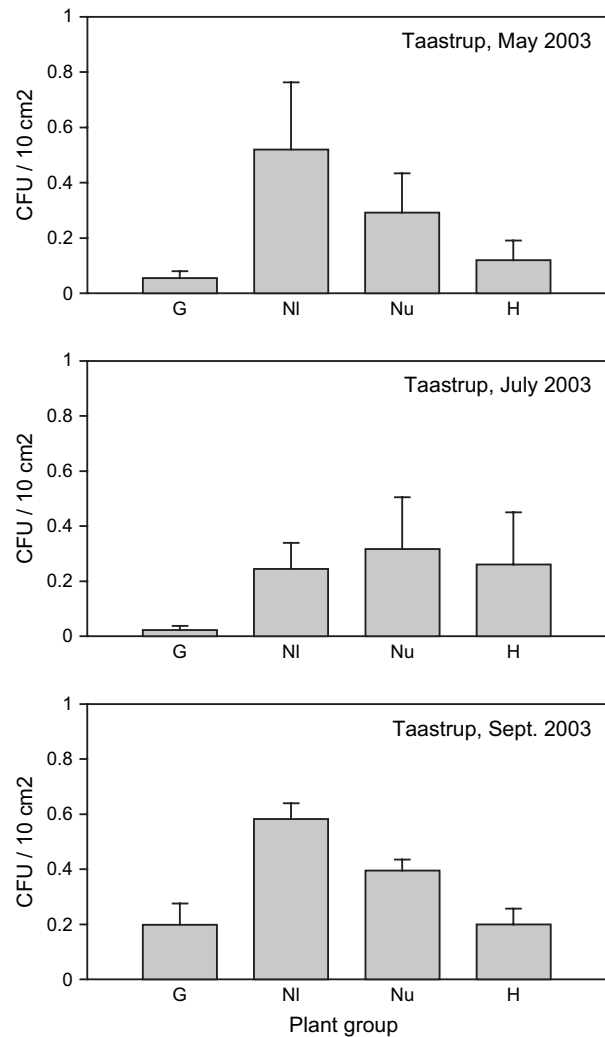 Taastrup, May 2003
CFU / 10 cm2
1
0.8
0.6
0.4
0.2
0
G Nl Nu H
Taastrup, July 2003
CFU / 10 cm2
1
0.8
0.6
0.4
0.2
0
G Nl Nu H
Taastrup, Sept. 2003
CFU / 10 cm2
1
0.8
0.6
0.4
0.2
0
G Nl Nu H
Plant group